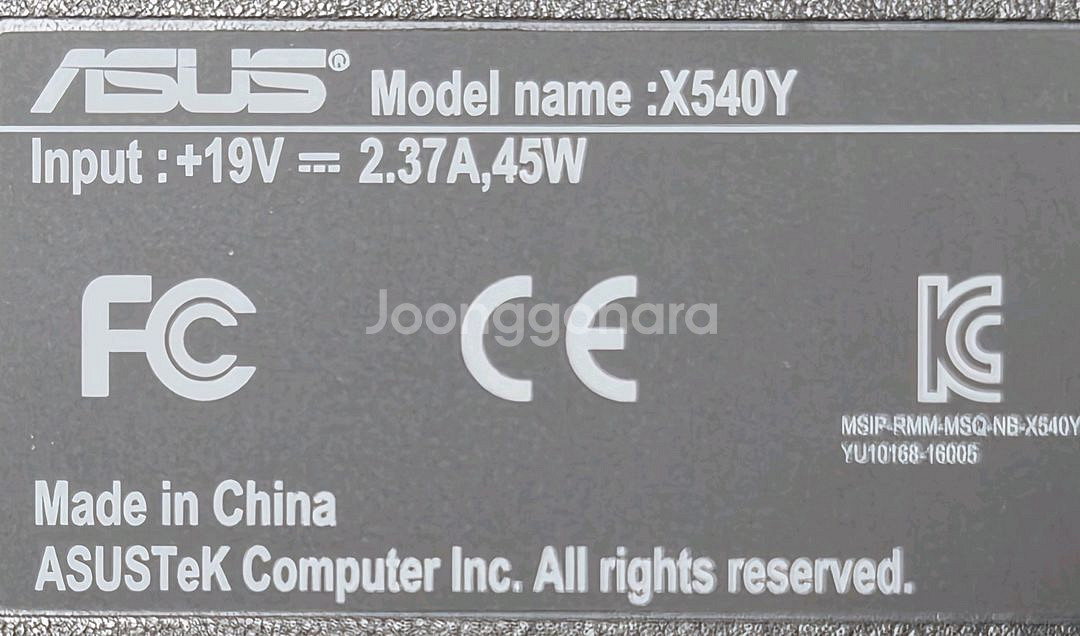 ASUS® Model name :X540Y
Input : +19V ⎓ 2.37A,45W
FC CE KC
Joonggonara
MSIP-RMM-MSQ-NB-X540Y
YU10168-16005
Made in China
ASUSTeK Computer Inc. All rights reserved.